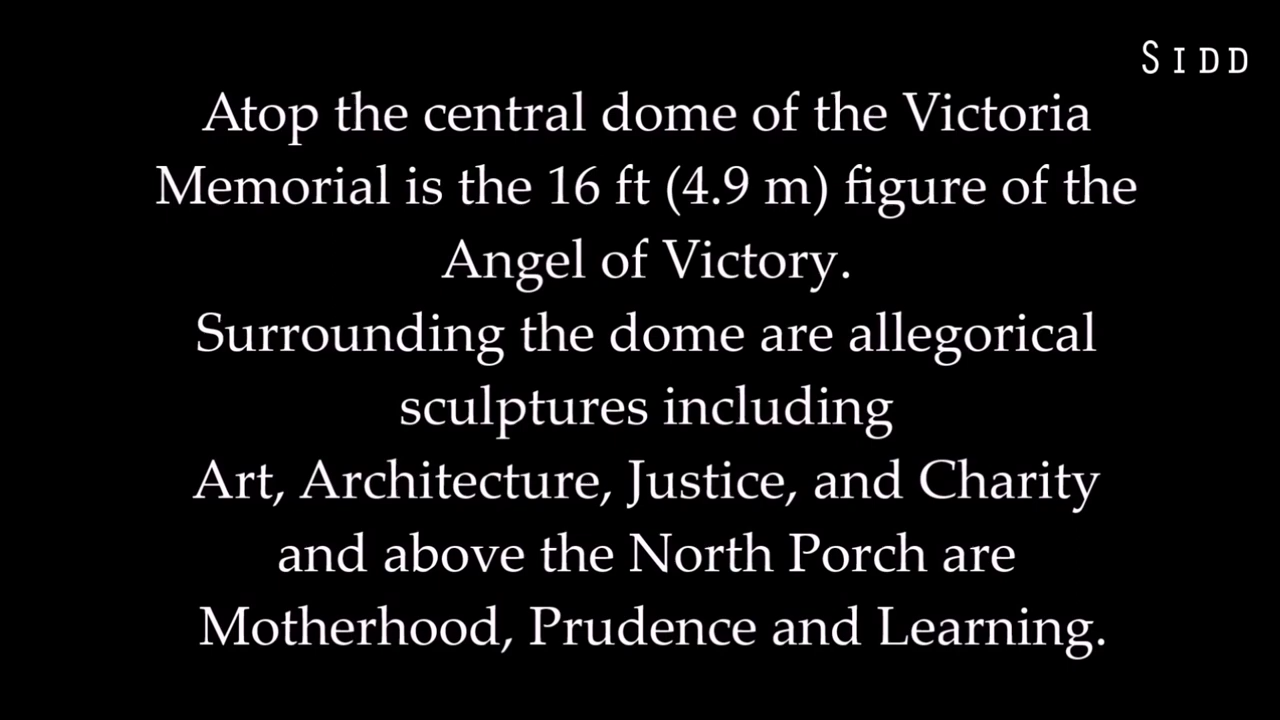 Sidd
Atop the central dome of the Victoria
Memorial is the 16 ft (4.9 m) figure of the
Angel of Victory.
Surrounding the dome are allegorical
sculptures including
Art, Architecture, Justice, and Charity
and above the North Porch are
Motherhood, Prudence and Learning.